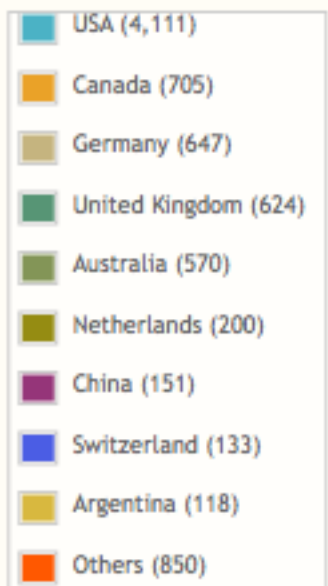 USA (4,111)
Canada (705)
Germany (647)
United Kingdom (624)
Australia (570)
Netherlands (200)
China (151)
Switzerland (133)
Argentina (118)
Others (850)